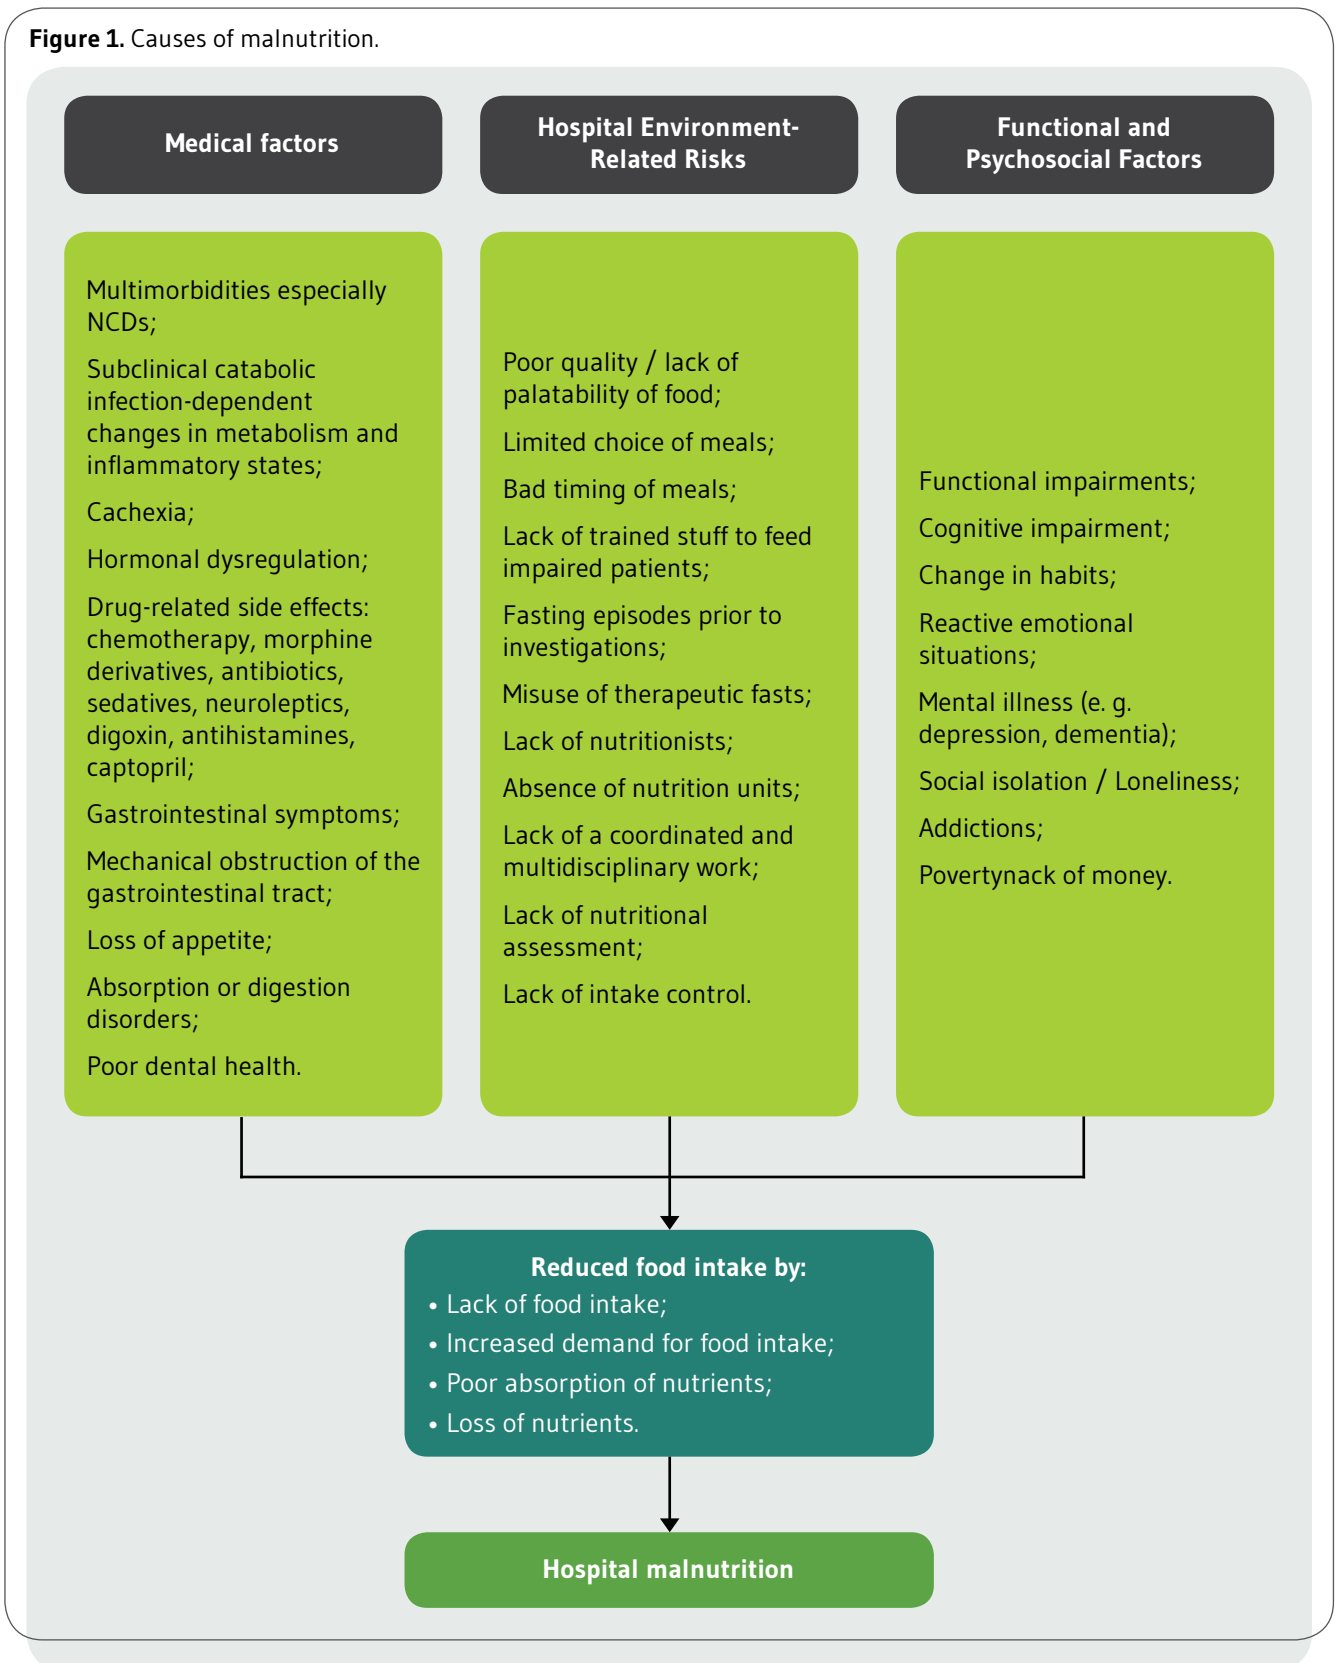 Figure 1. Causes of malnutrition.
Medical factors
Hospital Environment-
Related Risks
Functional and
Psychosocial Factors
Multimorbidities especially
NCDs;
Subclinical catabolic
infection-dependent
changes in metabolism and
inflammatory states;
Cachexia;
Hormonal dysregulation;
Drug-related side effects:
chemotherapy, morphine
derivatives, antibiotics,
sedatives, neuroleptics,
digoxin, antihistamines,
captopril;
Gastrointestinal symptoms;
Mechanical obstruction of the
gastrointestinal tract;
Loss of appetite;
Absorption or digestion
disorders;
Poor dental health.
Poor quality / lack of
palatability of food;
Limited choice of meals;
Bad timing of meals;
Lack of trained stuff to feed
impaired patients;
Fasting episodes prior to
investigations;
Misuse of therapeutic fasts;
Lack of nutritionists;
Absence of nutrition units;
Lack of a coordinated and
multidisciplinary work;
Lack of nutritional
assessment;
Lack of intake control.
Functional impairments;
Cognitive impairment;
Change in habits;
Reactive emotional
situations;
Mental illness (e. g.
depression, dementia);
Social isolation / Loneliness;
Addictions;
Povertynack of money.
Reduced food intake by:
• Lack of food intake;
• Increased demand for food intake;
• Poor absorption of nutrients;
• Loss of nutrients.
Hospital malnutrition